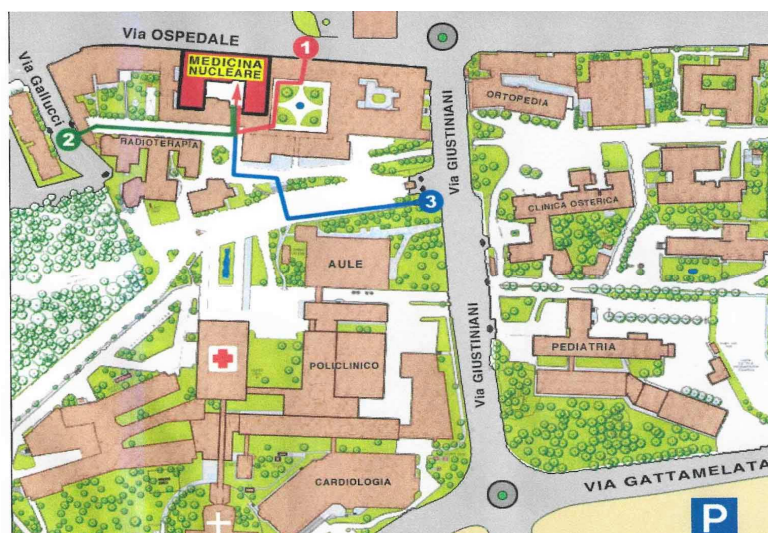 Via OSPEDALE
1
MEDICINA
NUCLEARE
Via Gallucci
2
RADIOTERAPIA
ORTOPEDIA
Via GIUSTINIANI
3
CLINICA OSTERICA
AULE
POLICLINICO
PEDIATRIA
Via GIUSTINIANI
CARDIOLOGIA
VIA GATTAMELATA
P